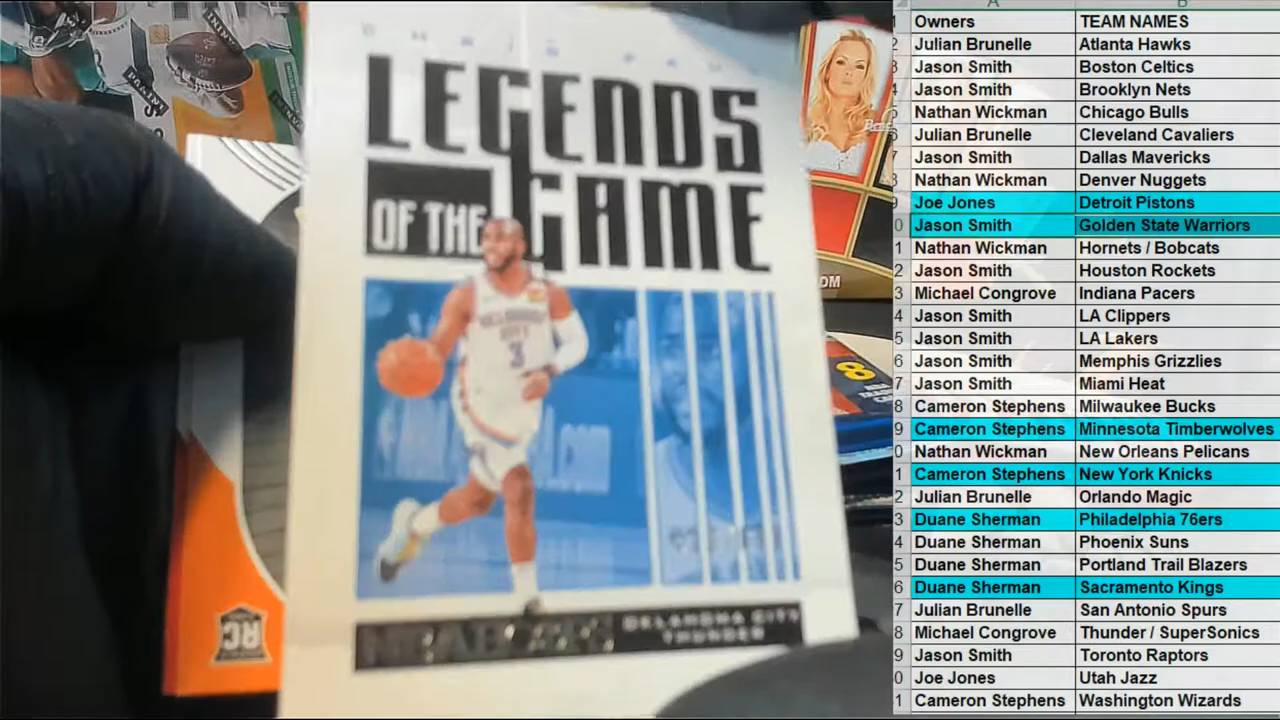 LEGENDS
OF THE GAME
OKLAHOMA CITY
THUNDER
OKLAHOMA
CITY
3
RC
8
A B
Owners TEAM NAMES
Julian Brunelle Atlanta Hawks
Jason Smith Boston Celtics
Jason Smith Brooklyn Nets
Nathan Wickman Chicago Bulls
Julian Brunelle Cleveland Cavaliers
Jason Smith Dallas Mavericks
Nathan Wickman Denver Nuggets
Joe Jones Detroit Pistons
Jason Smith Golden State Warriors
Nathan Wickman Hornets / Bobcats
Jason Smith Houston Rockets
Michael Congrove Indiana Pacers
Jason Smith LA Clippers
Jason Smith LA Lakers
Jason Smith Memphis Grizzlies
Jason Smith Miami Heat
Cameron Stephens Milwaukee Bucks
Cameron Stephens Minnesota Timberwolves
Nathan Wickman New Orleans Pelicans
Cameron Stephens New York Knicks
Julian Brunelle Orlando Magic
Duane Sherman Philadelphia 76ers
Duane Sherman Phoenix Suns
Duane Sherman Portland Trail Blazers
Duane Sherman Sacramento Kings
Julian Brunelle San Antonio Spurs
Michael Congrove Thunder / SuperSonics
Jason Smith Toronto Raptors
Joe Jones Utah Jazz
Cameron Stephens Washington Wizards